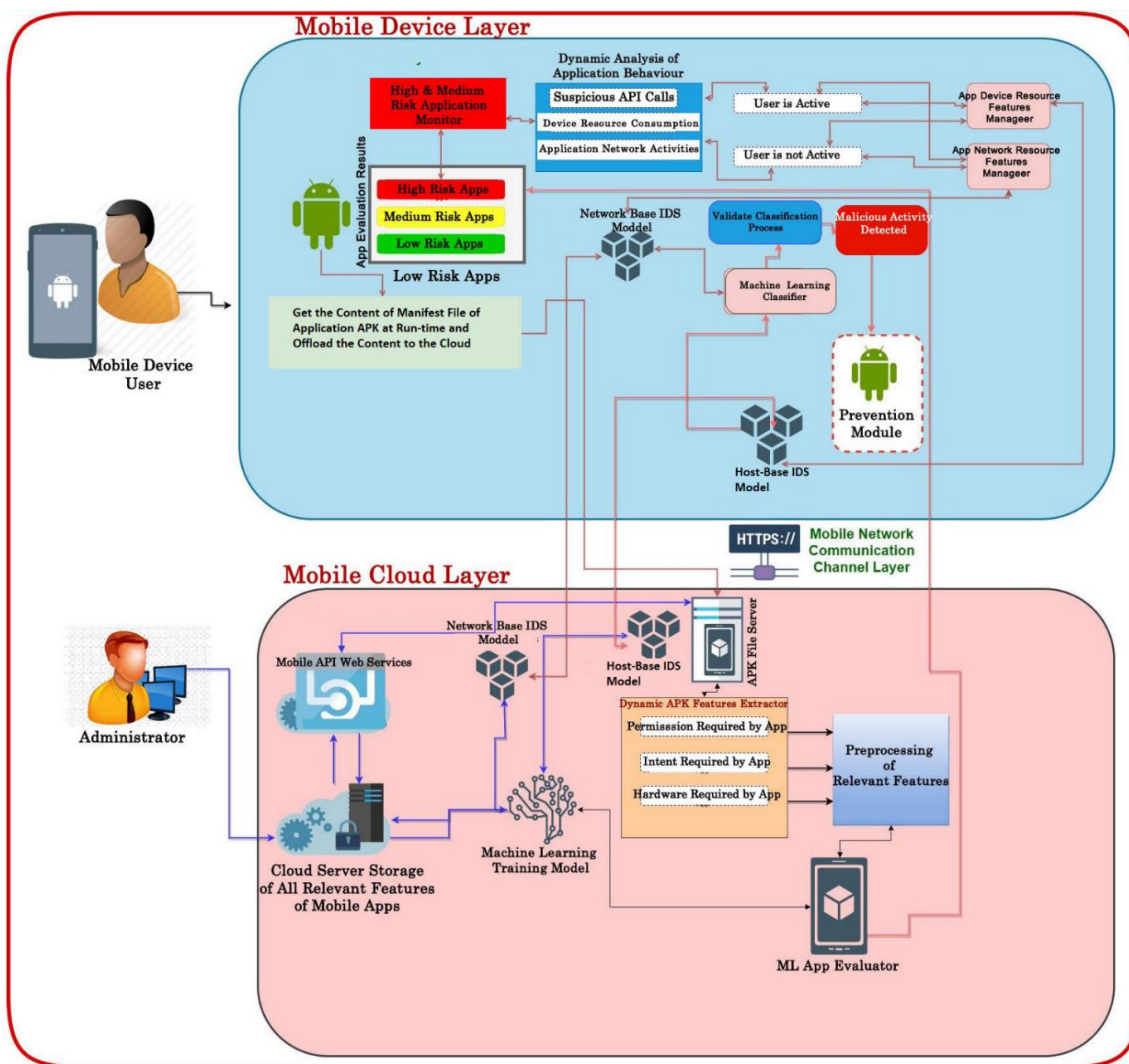 Mobile Device Layer
Dynamic Analysis of
Application Behaviour
High & Medium
Risk Application
Monitor
Suspicious API Calls
Device Resource Consumption
Application Network Activities
User is Active
User is not Active
App Device Resource
Features
Manageer
App Network Resource
Features
Manageer
App Evaluation Results
High Risk Apps
Medium Risk Apps
Low Risk Apps
Low Risk Apps
Network Base IDS
Moddel
Validate Classification
Process
Malicious Activity
Detected
Machine Learning
Classifier
Get the Content of Manifest File of
Application APK at Run-time and
Offload the Content to the Cloud
Mobile Device
User
Prevention
Module
Host-Base IDS
Model
HTTPS://
Mobile Network
Communication
Channel Layer
Mobile Cloud Layer
Network Base IDS
Moddel
Mobile API Web Services
Host-Base IDS
Model
APK File Server
Administrator
Dynamic APK Features Extractor
Permisssion Required by App
Intent Required by App
Hardware Required by App
Preprocessing
of
Relevant Features
Machine Learning
Training Model
Cloud Server Storage
of All Relevant Features
of Mobile Apps
ML App Evaluator